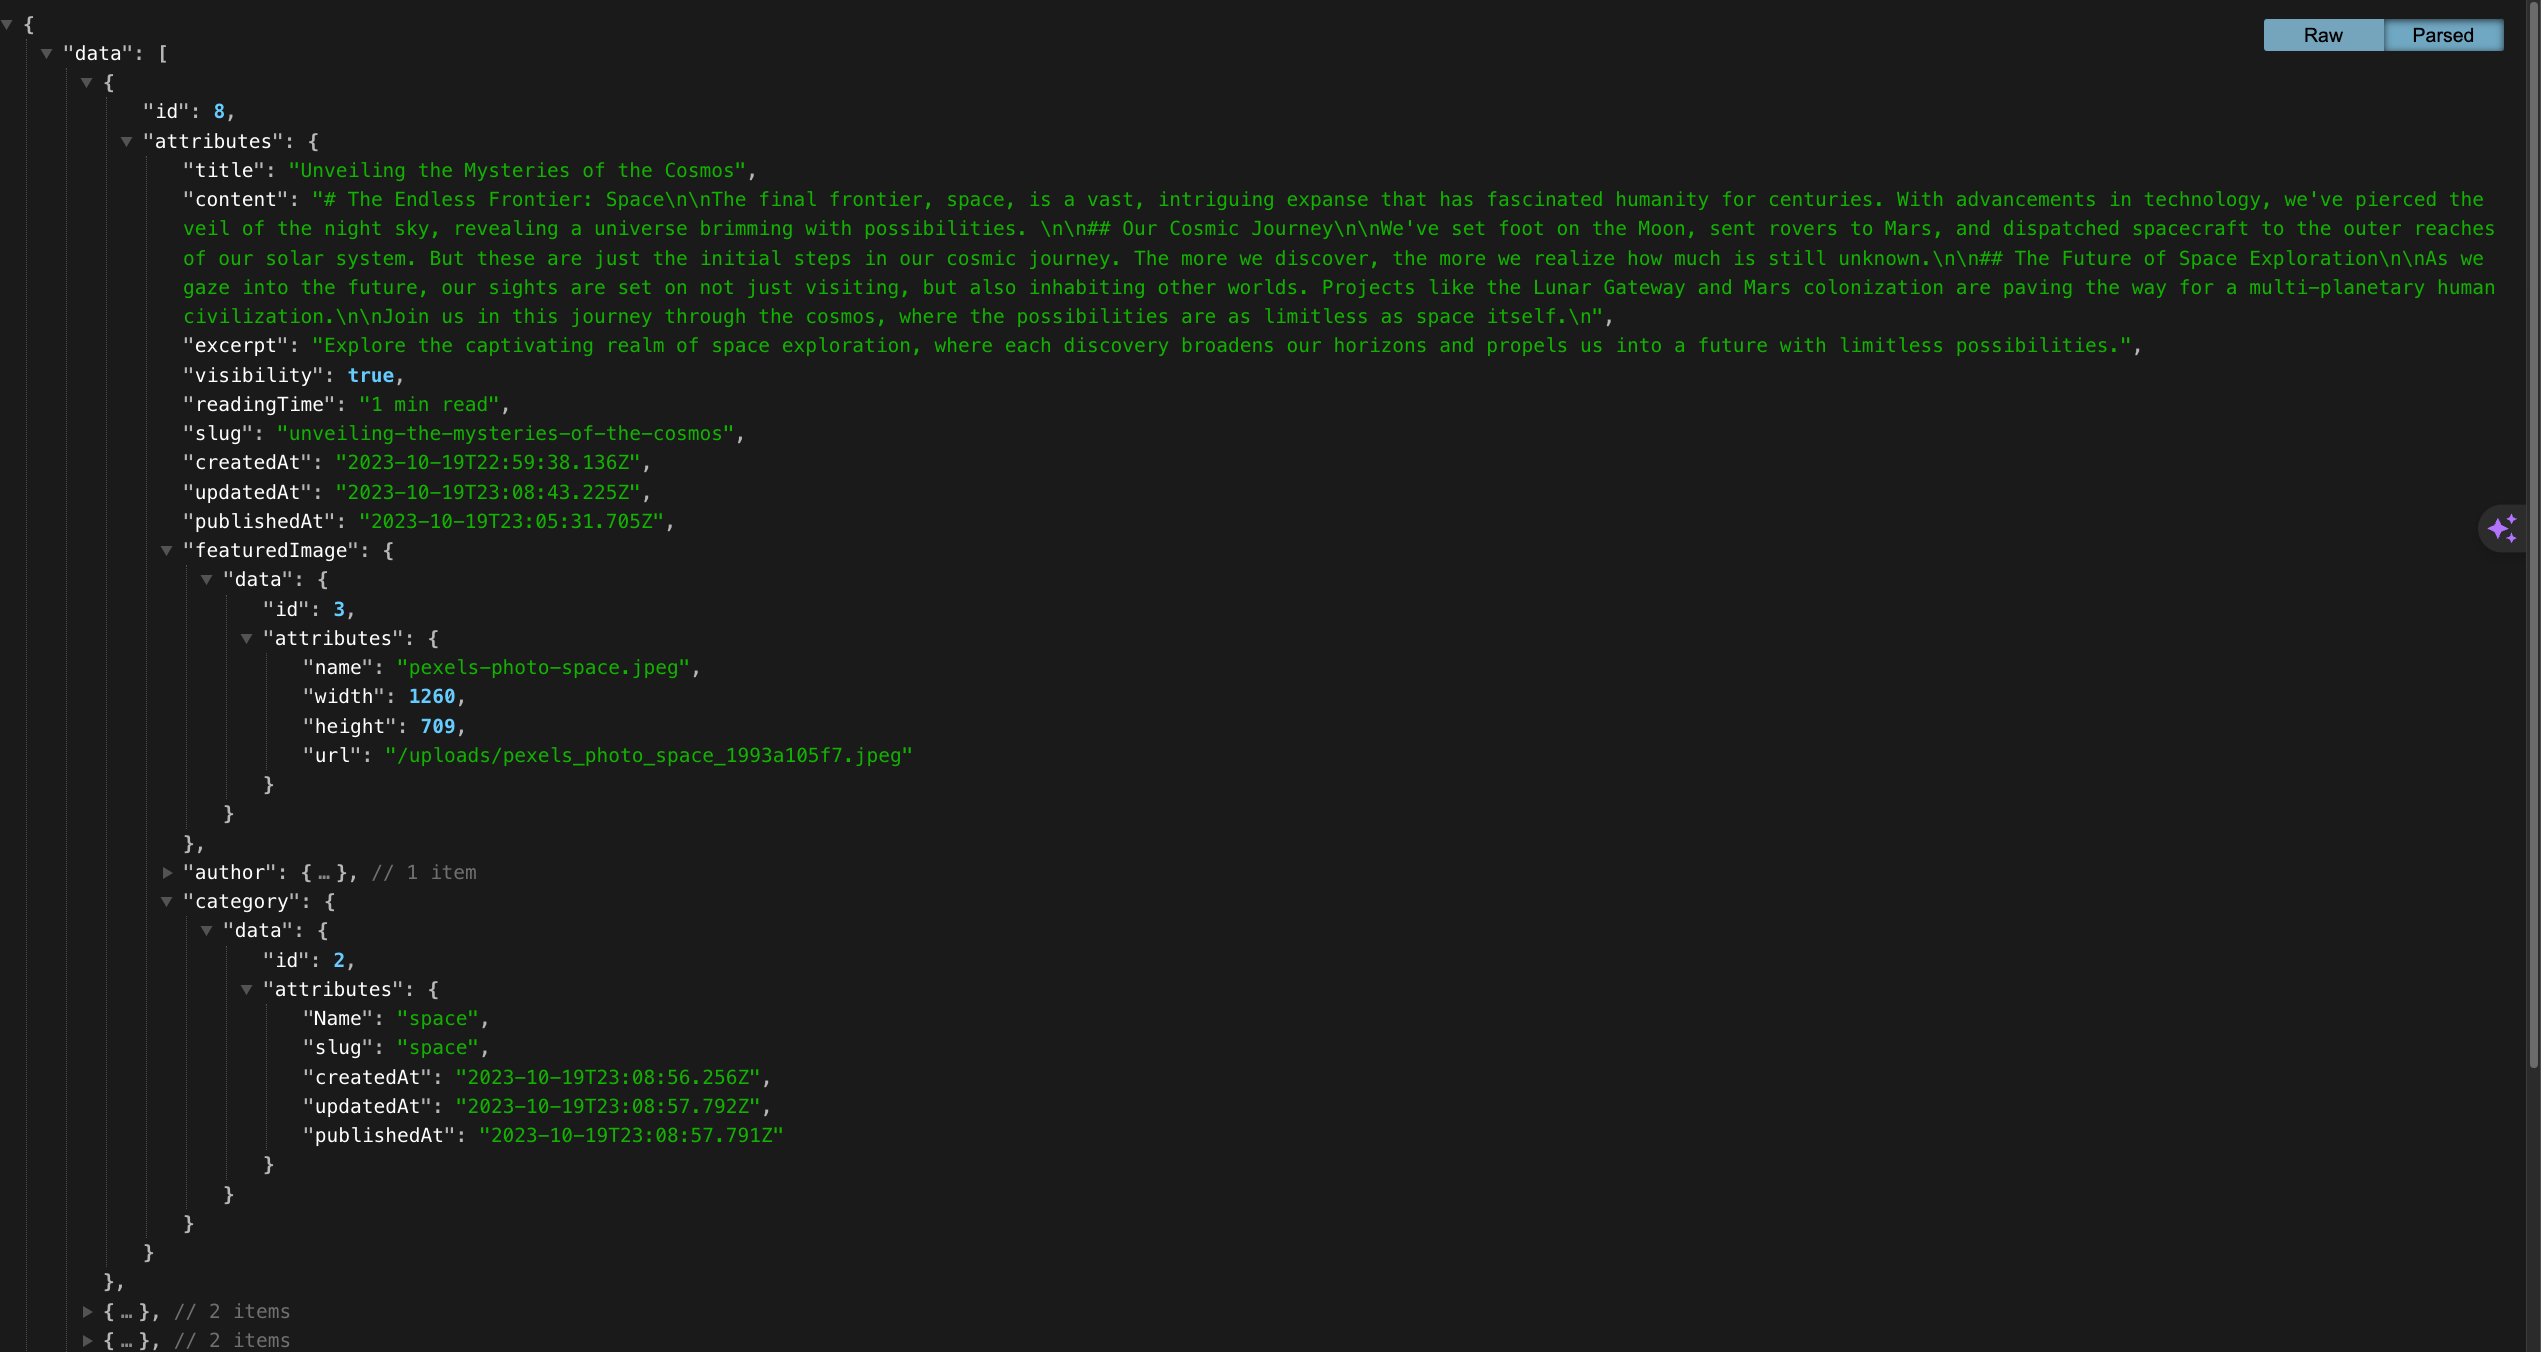 {
Raw Parsed
"data": [
{
"id": 8,
"attributes": {
"title": "Unveiling the Mysteries of the Cosmos",
"content": "# The Endless Frontier: Space\n\nThe final frontier, space, is a vast, intriguing expanse that has fascinated humanity for centuries. With advancements in technology, we've pierced the
veil of the night sky, revealing a universe brimming with possibilities. \n\n## Our Cosmic Journey\n\nWe've set foot on the Moon, sent rovers to Mars, and dispatched spacecraft to the outer reaches
of our solar system. But these are just the initial steps in our cosmic journey. The more we discover, the more we realize how much is still unknown.\n\n## The Future of Space Exploration\n\nAs we
gaze into the future, our sights are set on not just visiting, but also inhabiting other worlds. Projects like the Lunar Gateway and Mars colonization are paving the way for a multi-planetary human
civilization.\n\nJoin us in this journey through the cosmos, where the possibilities are as limitless as space itself.\n",
"excerpt": "Explore the captivating realm of space exploration, where each discovery broadens our horizons and propels us into a future with limitless possibilities.",
"visibility": true,
"readingTime": "1 min read",
"slug": "unveiling-the-mysteries-of-the-cosmos",
"createdAt": "2023-10-19T22:59:38.136Z",
"updatedAt": "2023-10-19T23:08:43.225Z",
"publishedAt": "2023-10-19T23:05:31.705Z",
"featuredImage": {
"data": {
"id": 3,
"attributes": {
"name": "pexels-photo-space.jpeg",
"width": 1260,
"height": 709,
"url": "/uploads/pexels_photo_space_1993a105f7.jpeg"
}
}
},
"author": {…}, // 1 item
"category": {
"data": {
"id": 2,
"attributes": {
"Name": "space",
"slug": "space",
"createdAt": "2023-10-19T23:08:56.256Z",
"updatedAt": "2023-10-19T23:08:57.792Z",
"publishedAt": "2023-10-19T23:08:57.791Z"
}
}
}
}
},
{…}, // 2 items
{…}, // 2 items